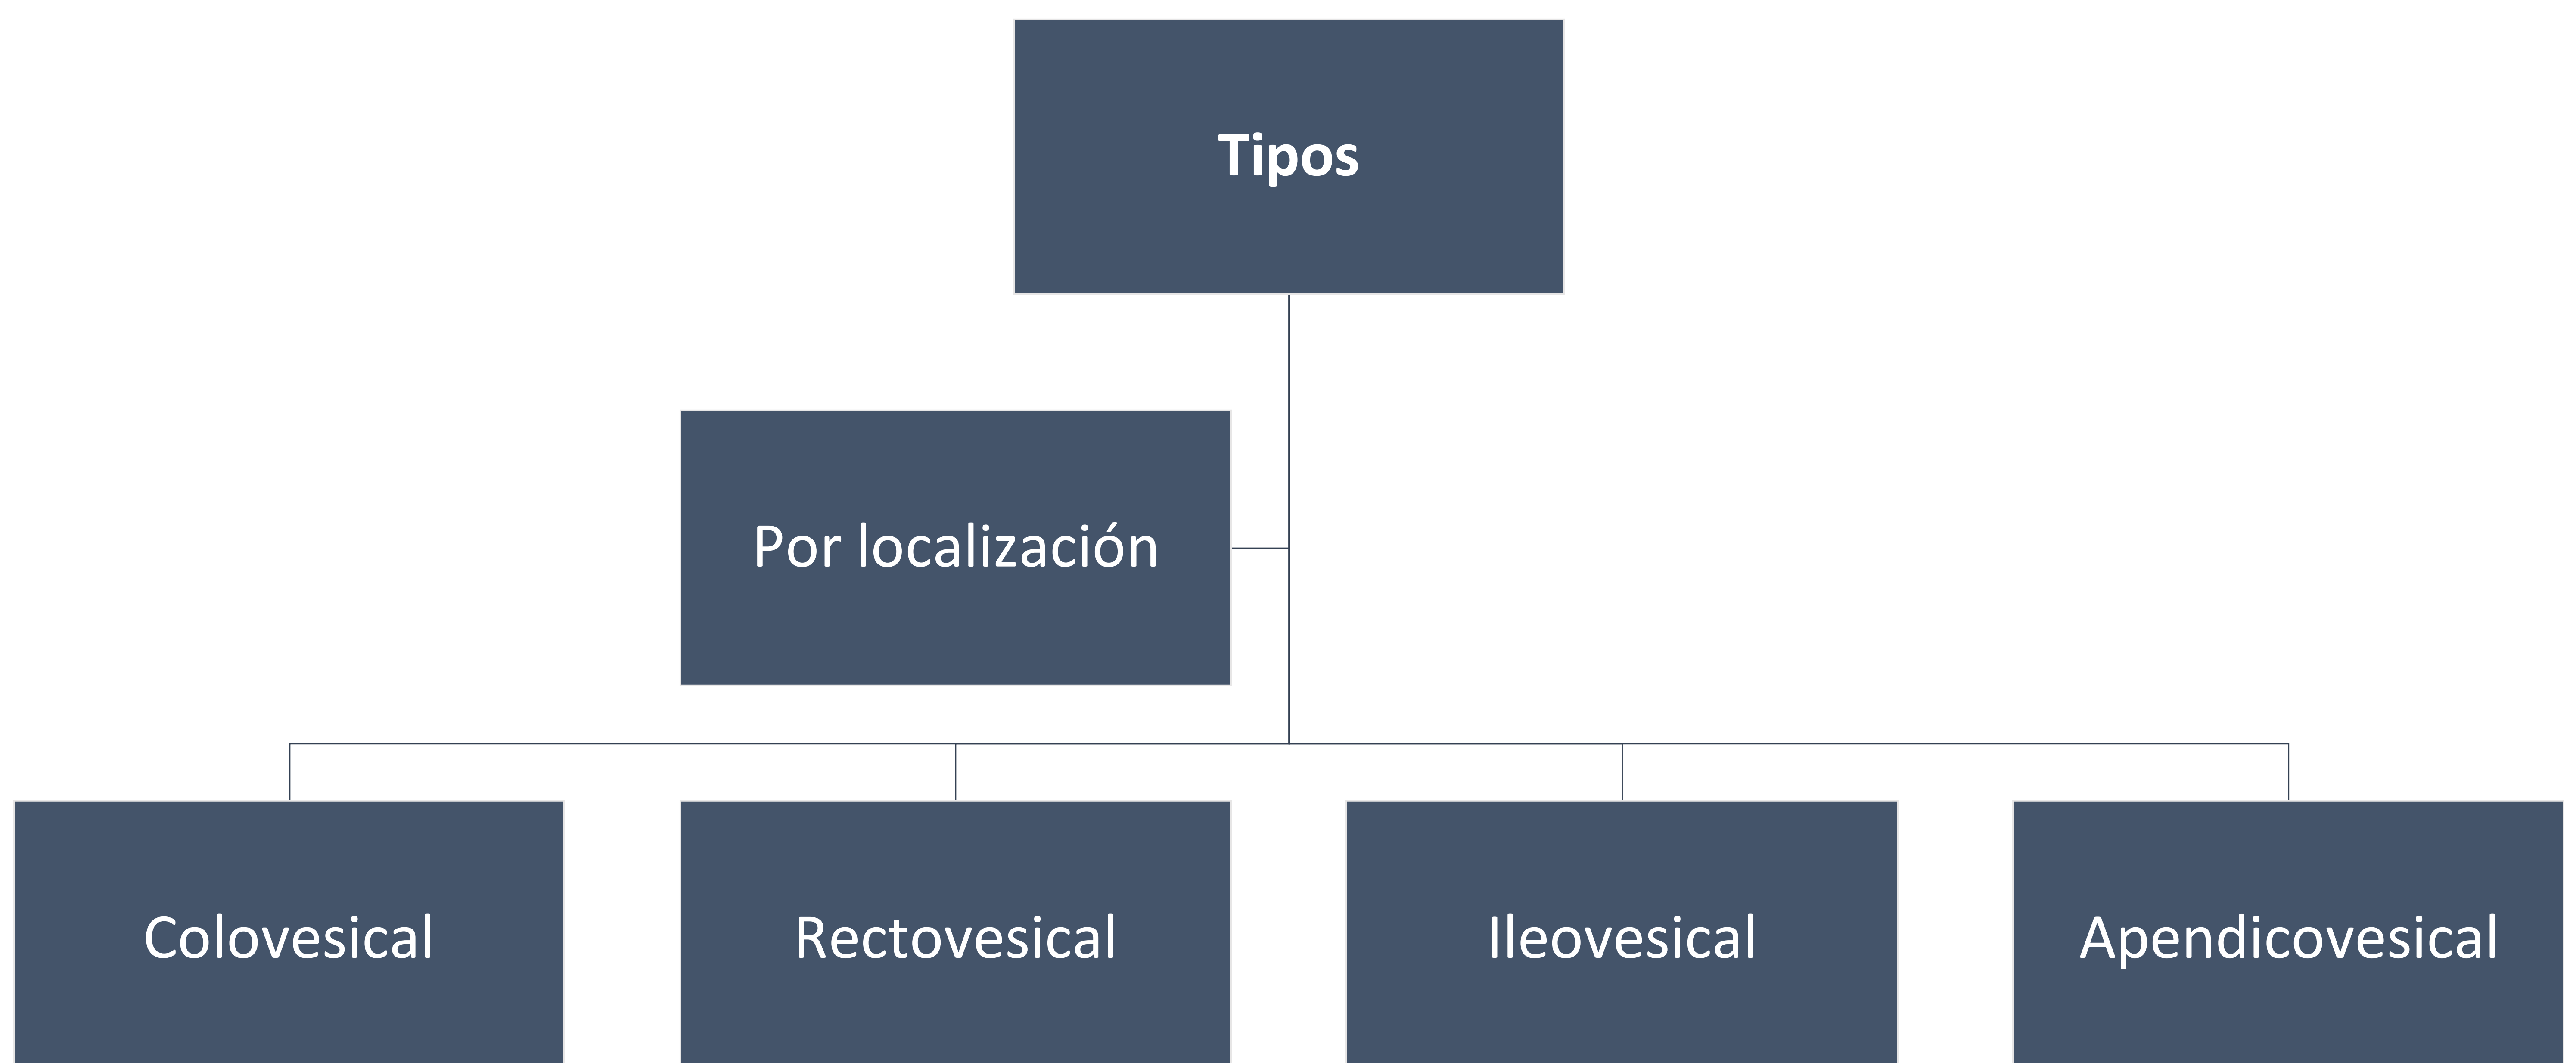 Tipos
Por localización
Colovesical
Rectovesical
Ileovesical
Apendicovesical